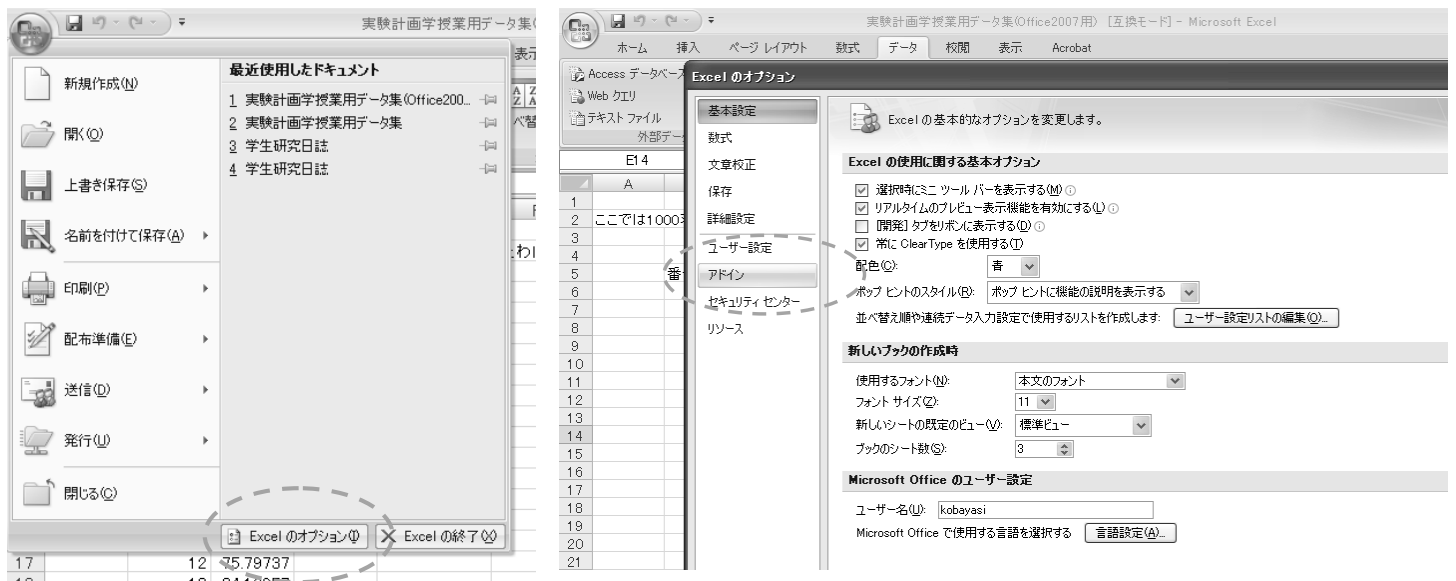 実験計画学授業用データ集(
表示
新規作成(N)
開く(O)
上書き保存(S)
名前を付けて保存(A)
印刷(P)
配布準備(E)
送信(D)
発行(U)
閉じる(C)
最近使用したドキュメント
1 実験計画学授業用データ集(Office200...
2 実験計画学授業用データ集
3 学生研究日誌
4 学生研究日誌
Excel のオプション(I)
Excel の終了(X)
17 12 75.79737
実験計画学授業用データ集(Office2007用) [互換モード] - Microsoft Excel
ホーム 挿入 ページ レイアウト 数式 データ 校閲 表示 Acrobat
Access データベース
Web クエリ
テキスト ファイル
外部データ
E14
A
1
2 ここでは1000
3
4
5 番
6
7
8
9
10
11
12
13
14
15
16
17
18
19
20
21
Excel のオプション
基本設定
数式
文章校正
保存
詳細設定
ユーザー設定
アドイン
セキュリティ センター
リソース
Excel の基本的なオプションを変更します。
Excel の使用に関する基本オプション
選択時にミニ ツール バーを表示する(M)
リアルタイムのプレビュー表示機能を有効にする(L)
[開発] タブをリボンに表示する(D)
常に ClearType を使用する(T)
配色(C): 青
ポップ ヒントのスタイル(R): ポップ ヒントに機能の説明を表示する
並べ替え順や連続データ入力設定で使用するリストを作成します: ユーザー設定リストの編集(O)...
新しいブックの作成時
使用するフォント(N): 本文のフォント
フォント サイズ(Z): 11
新しいシートの既定のビュー(V): 標準ビュー
ブックのシート数(S): 3
Microsoft Office のユーザー設定
ユーザー名(U): kobayasi
Microsoft Office で使用する言語を選択する 言語設定(A)...